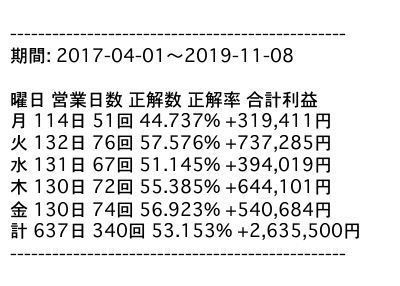 ------------------------------------------------
期間: 2017-04-01〜2019-11-08
曜日 営業日数 正解数 正解率 合計利益
月 114日 51回 44.737% +319,411円
火 132日 76回 57.576% +737,285円
水 131日 67回 51.145% +394,019円
木 130日 72回 55.385% +644,101円
金 130日 74回 56.923% +540,684円
計 637日 340回 53.153% +2,635,500円
------------------------------------------------